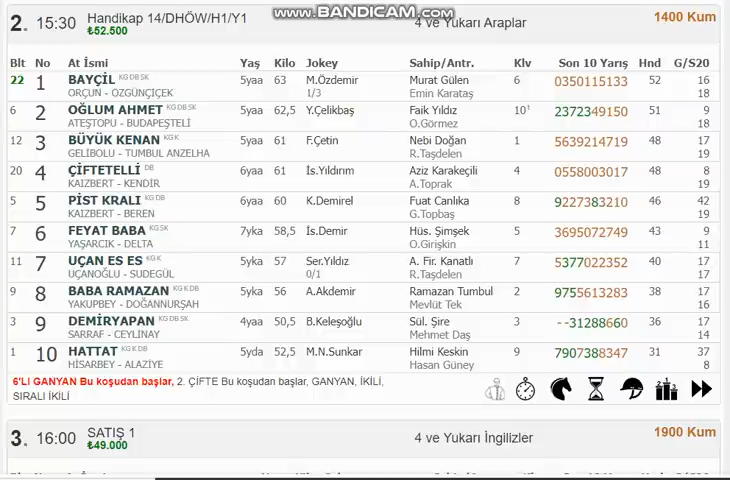 www.BANDICAM.com
2. 15:30 Handikap 14/DHÖW/H1/Y1 4 ve Yukarı Araplar 1400 Kum
₺52.500
Blt No At İsmi Yaş Kilo Jokey Sahip/Antr. Klv Son 10 Yarış Hnd G/S20
22 1 BAYÇİL KG DB SK 5yaa 63 M.Özdemir Murat Gülen 6 0350115133 52 16
ORÇUN - ÖZGÜNÇİÇEK 1/3 Emin Karataş 18
6 2 OĞLUM AHMET KG DB SK 5yaa 62,5 Y.Çelikbaş Faik Yıldız 10¹ 2372349150 51 9
ATEŞTOPU - BUDAPEŞTELİ O.Görmez 18
12 3 BÜYÜK KENAN KG K 5yaa 61 F.Çetin Nebi Doğan 1 5639214719 48 17
GELİBOLU - TUMBUL ANZELHA R.Taşdelen 19
20 4 ÇİFTETELLİ DB 6yaa 61 İs.Yıldırım Aziz Karakeçili 4 0558003017 48 8
KAIZBERT - KENDİR A.Toprak 19
5 5 PİST KRALI KG DB 6yaa 60 K.Demirel Fuat Canlıka 8 9227383210 46 42
KAIZBERT - BEREN G.Topbaş 19
7 6 FEYAT BABA KG SK 7yka 58,5 İs.Demir Hüs. Şimşek 5 3695072749 43 9
YAŞARCIK - DELTA O.Girişkin 11
11 7 UÇAN ES ES KG K 5yka 57 Ser.Yıldız A. Fir. Kanatlı 7 5377022352 40 17
UÇANOĞLU - SUDEGÜL 0/1 R.Taşdelen 17
9 8 BABA RAMAZAN KG K DB 5yka 56 A.Akdemir Ramazan Tumbul 2 9755613283 38 17
YAKUPBEY - DOĞANNURŞAH Mevlüt Tek 16
3 9 DEMİRYAPAN KG DB SK 4yaa 50,5 B.Keleşoğlu Sül. Şire 3 --31288660 36 17
SARRAF - CEYLINAY Mehmet Daş 14
1 10 HATTAT KG K DB 5yda 52,5 M.N.Sunkar Hilmi Keskin 9 7907388347 31 37
HİSARBEY - ALAZİYE Hasan Güney 8
6'LI GANYAN Bu koşudan başlar, 2. ÇİFTE Bu koşudan başlar, GANYAN, İKİLİ,
SIRALI İKİLİ
3. 16:00 SATIŞ 1 4 ve Yukarı İngilizler 1900 Kum
₺49.000